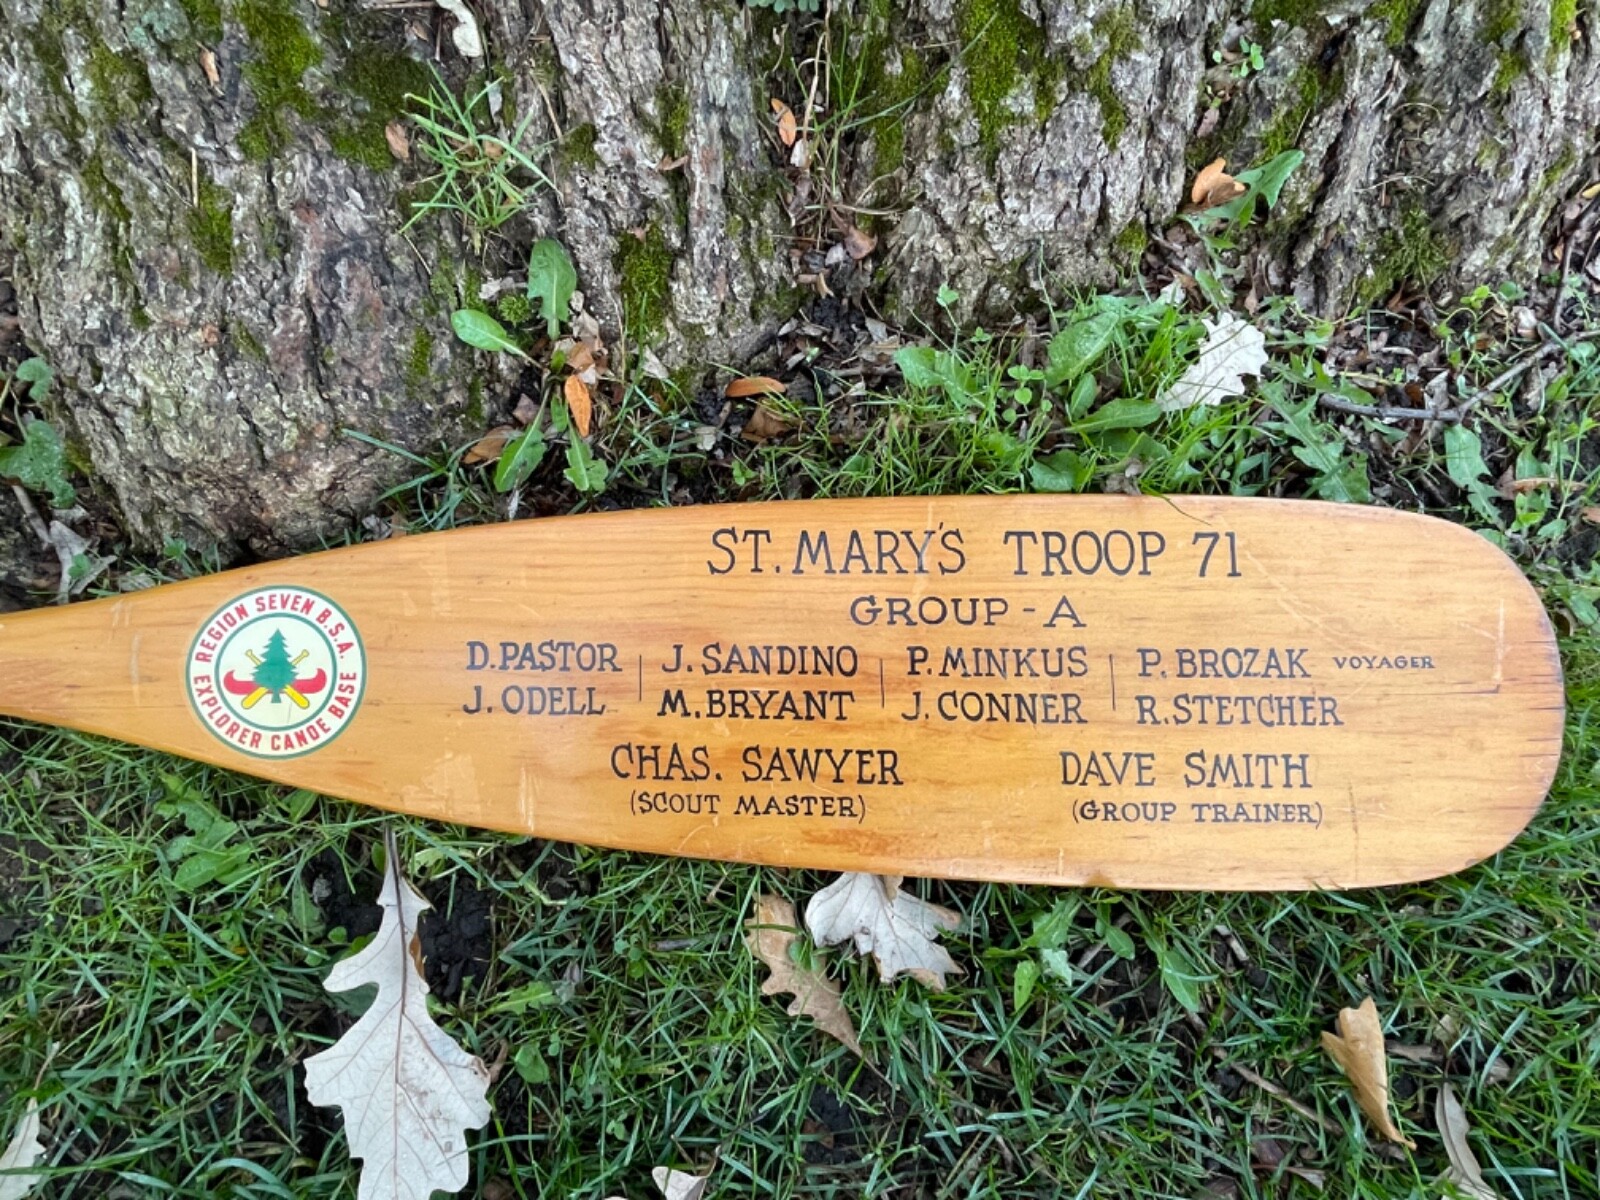 REGION SEVEN B.S.A.
EXPLORER CANOE BASE
ST. MARY'S TROOP 71
GROUP - A
D. PASTOR | J. SANDINO | P. MINKUS | P. BROZAK VOYAGER
J. ODELL | M. BRYANT | J. CONNER | R. STETCHER
CHAS. SAWYER DAVE SMITH
(SCOUT MASTER) (GROUP TRAINER)